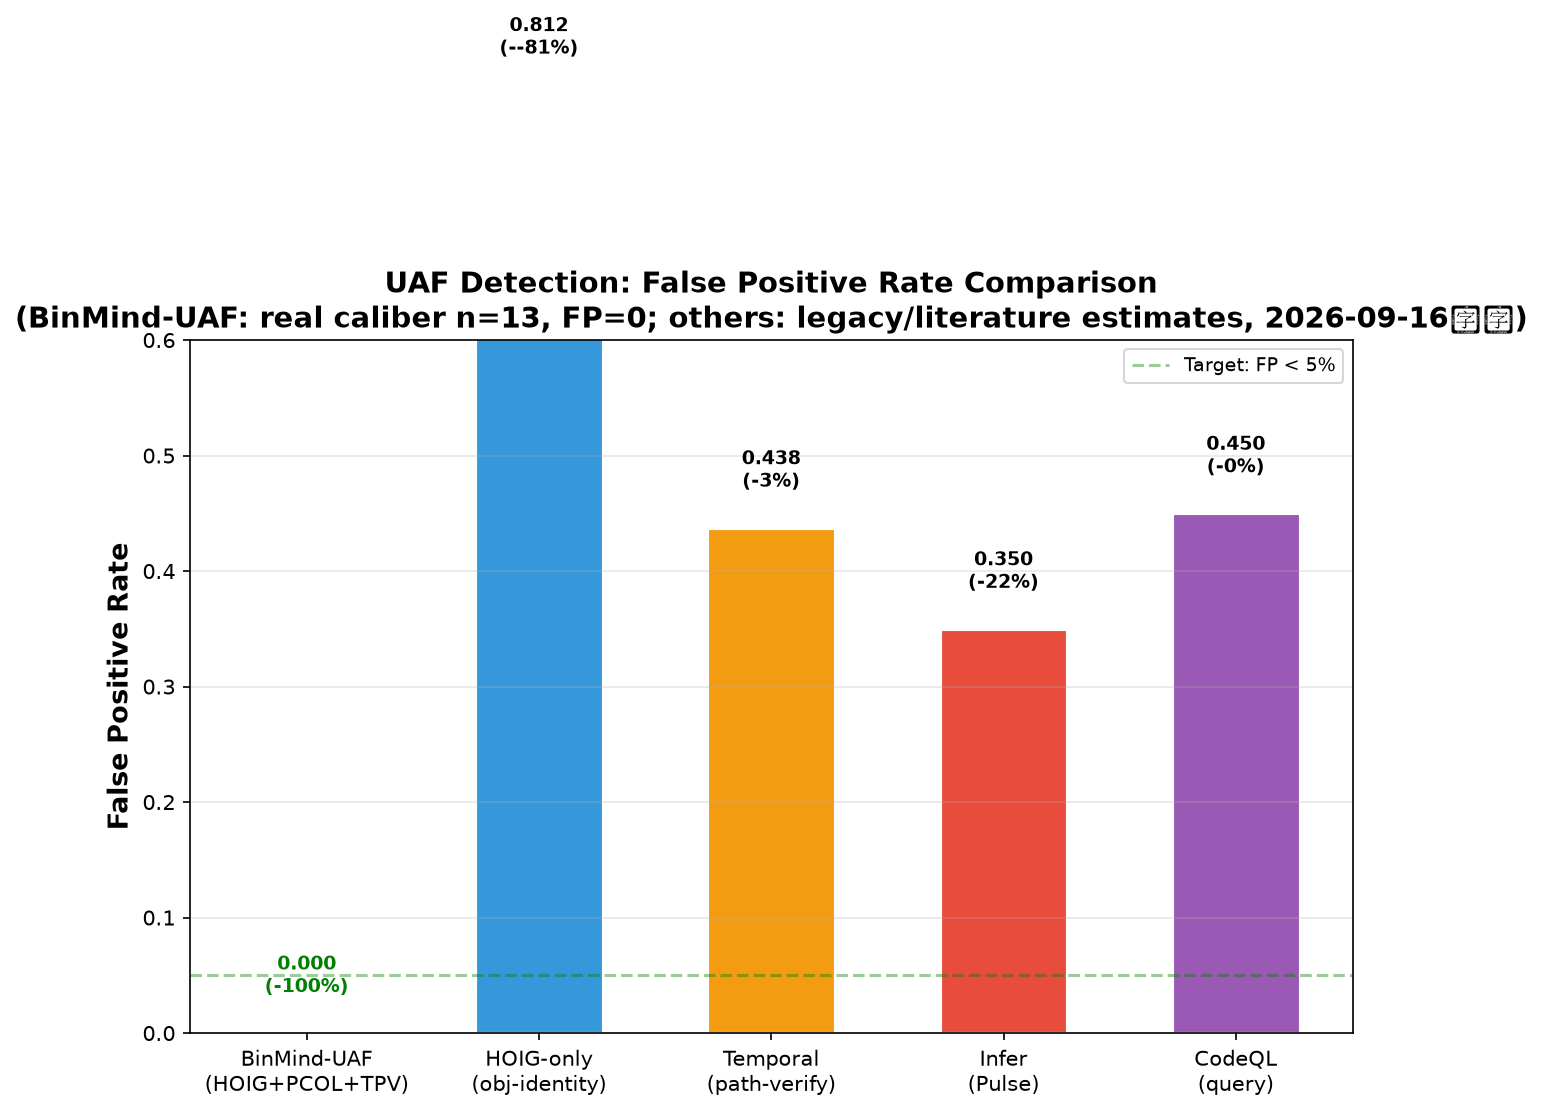 0.812
(--81%)
UAF Detection: False Positive Rate Comparison
(BinMind-UAF: real caliber n=13, FP=0; others: legacy/literature estimates, 2026-09-16)
Target: FP < 5%
False Positive Rate
0.6
0.5
0.4
0.3
0.2
0.1
0.0
0.438
(-3%)
0.350
(-22%)
0.450
(-0%)
0.000
(-100%)
BinMind-UAF
(HOIG+PCOL+TPV)
HOIG-only
(obj-identity)
Temporal
(path-verify)
Infer
(Pulse)
CodeQL
(query)